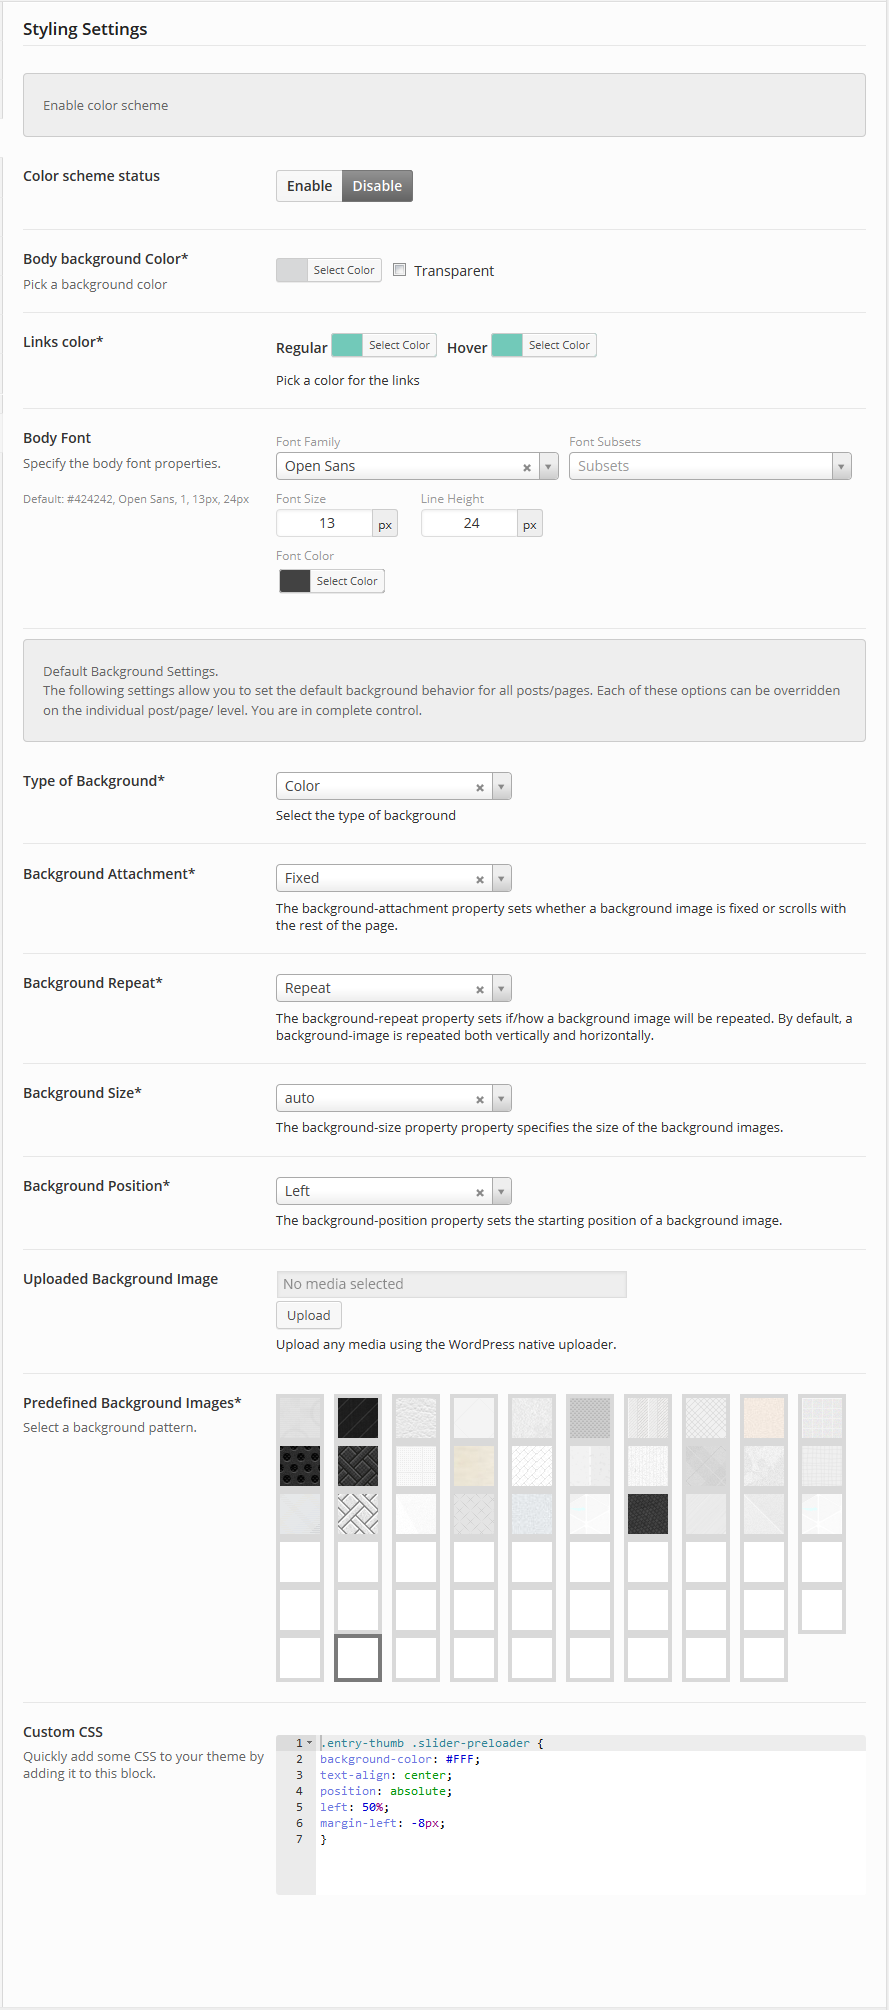 Styling Settings
Enable color scheme
Color scheme status
Enable Disable
Body background Color*
Pick a background color
Select Color Transparent
Links color*
Regular Select Color Hover Select Color
Pick a color for the links
Body Font
Specify the body font properties.
Default: #424242, Open Sans, 1, 13px, 24px
Font Family Font Subsets
Open Sans Subsets
Font Size Line Height
13 px 24 px
Font Color
Select Color
Default Background Settings.
The following settings allow you to set the default background behavior for all posts/pages. Each of these options can be overridden
on the individual post/page/ level. You are in complete control.
Type of Background*
Color
Select the type of background
Background Attachment*
Fixed
The background-attachment property sets whether a background image is fixed or scrolls with
the rest of the page.
Background Repeat*
Repeat
The background-repeat property sets if/how a background image will be repeated. By default, a
background-image is repeated both vertically and horizontally.
Background Size*
auto
The background-size property property specifies the size of the background images.
Background Position*
Left
The background-position property sets the starting position of a background image.
Uploaded Background Image
No media selected
Upload
Upload any media using the WordPress native uploader.
Predefined Background Images*
Select a background pattern.
Custom CSS
Quickly add some CSS to your theme by
adding it to this block.
1 .entry-thumb .slider-preloader {
2 background-color: #FFF;
3 text-align: center;
4 position: absolute;
5 left: 50%;
6 margin-left: -8px;
7 }